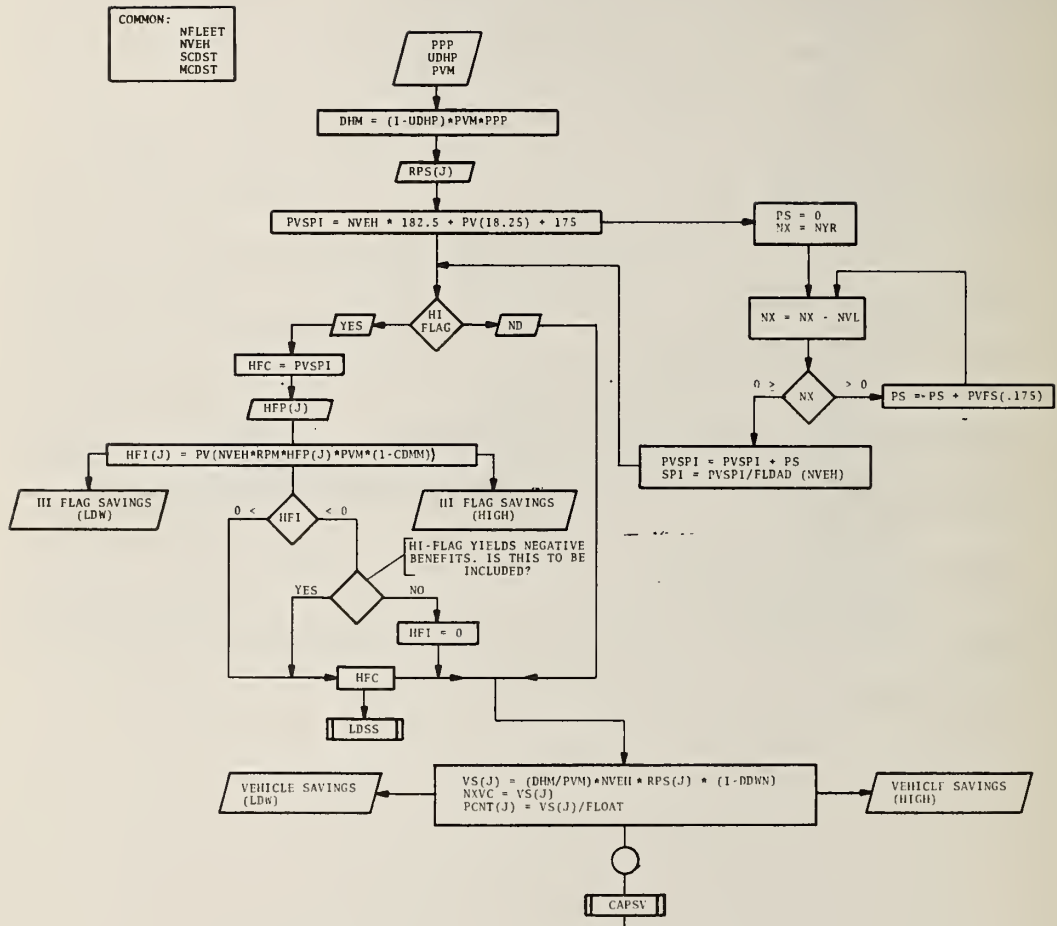 COMMON:
NFLEET
NVEH
SCDST
MCDST
PPP
UDHP
PVM
DHM = (1-UDHP)*PVM*PPP
RPS(J)
PVSPI = NVEH * 182.5 + PV(18.25) + 175
PS = 0
NX = NYR
HI
FLAG
YES
ND
NX = NX - NVL
HFC = PVSPI
0 >
NX
> 0
PS = PS + PVFS(.175)
HFP(J)
HFI(J) = PV(NVEH*RPM*HFP(J)*PVM*(1-CDMM))
PVSPI = PVSPI + PS
SPI = PVSPI/FLDAD (NVEH)
HI FLAG SAVINGS
(LDW)
HI FLAG SAVINGS
(HIGH)
0 <
HFI
< 0
HI-FLAG YIELDS NEGATIVE
BENEFITS. IS THIS TO BE
INCLUDED?
YES
NO
HFI = 0
HFC
LDSS
VEHICLE SAVINGS
(LDW)
VS(J) = (DHM/PVM)*NVEH*RPS(J) * (1-DDWN)
NXVC = VS(J)
PCNT(J) = VS(J)/FLOAT
VEHICLE SAVINGS
(HIGH)
CAPSV